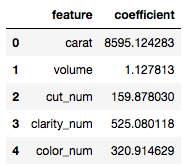 feature coefficient
0 carat 8595.124283
1 volume 1.127813
2 cut_num 159.878030
3 clarity_num 525.080118
4 color_num 320.914629